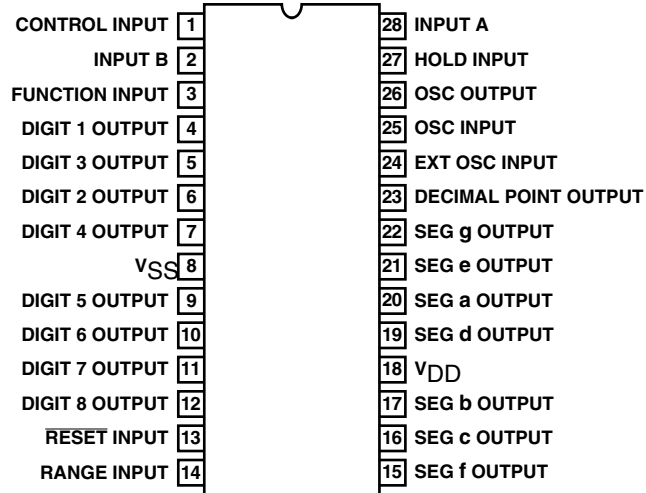 CONTROL INPUT 1
INPUT B 2
FUNCTION INPUT 3
DIGIT 1 OUTPUT 4
DIGIT 3 OUTPUT 5
DIGIT 2 OUTPUT 6
DIGIT 4 OUTPUT 7
VSS 8
DIGIT 5 OUTPUT 9
DIGIT 6 OUTPUT 10
DIGIT 7 OUTPUT 11
DIGIT 8 OUTPUT 12
RESET INPUT 13
RANGE INPUT 14
28 INPUT A
27 HOLD INPUT
26 OSC OUTPUT
25 OSC INPUT
24 EXT OSC INPUT
23 DECIMAL POINT OUTPUT
22 SEG g OUTPUT
21 SEG e OUTPUT
20 SEG a OUTPUT
19 SEG d OUTPUT
18 VDD
17 SEG b OUTPUT
16 SEG c OUTPUT
15 SEG f OUTPUT